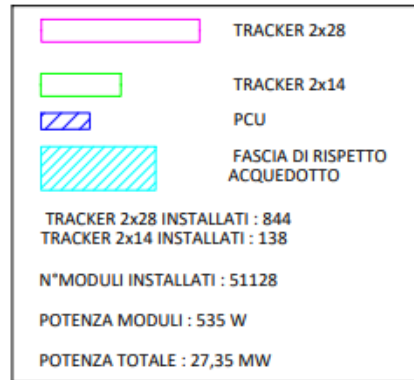 TRACKER 2x28
TRACKER 2x14
PCU
FASCIA DI RISPETTO
ACQUEDOTTO
TRACKER 2x28 INSTALLATI : 844
TRACKER 2x14 INSTALLATI : 138
N°MODULI INSTALLATI : 51128
POTENZA MODULI : 535 W
POTENZA TOTALE : 27,35 MW